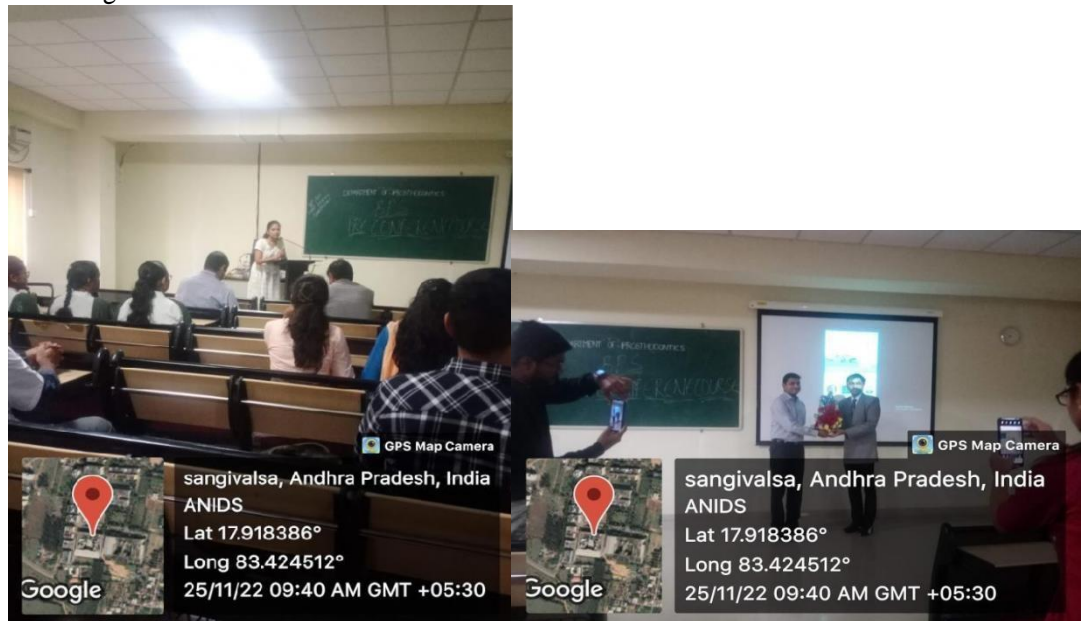 DEPARTMENT OF PROSTHODONTICS
GPS Map Camera
sangivalsa, Andhra Pradesh, India
ANIDS
Lat 17.918386°
Long 83.424512°
25/11/22 09:40 AM GMT +05:30
Google
ARTMENT OF PROSTHODONTICS
GPS Map Camera
sangivalsa, Andhra Pradesh, India
ANIDS
Lat 17.918386°
Long 83.424512°
25/11/22 09:40 AM GMT +05:30
Google